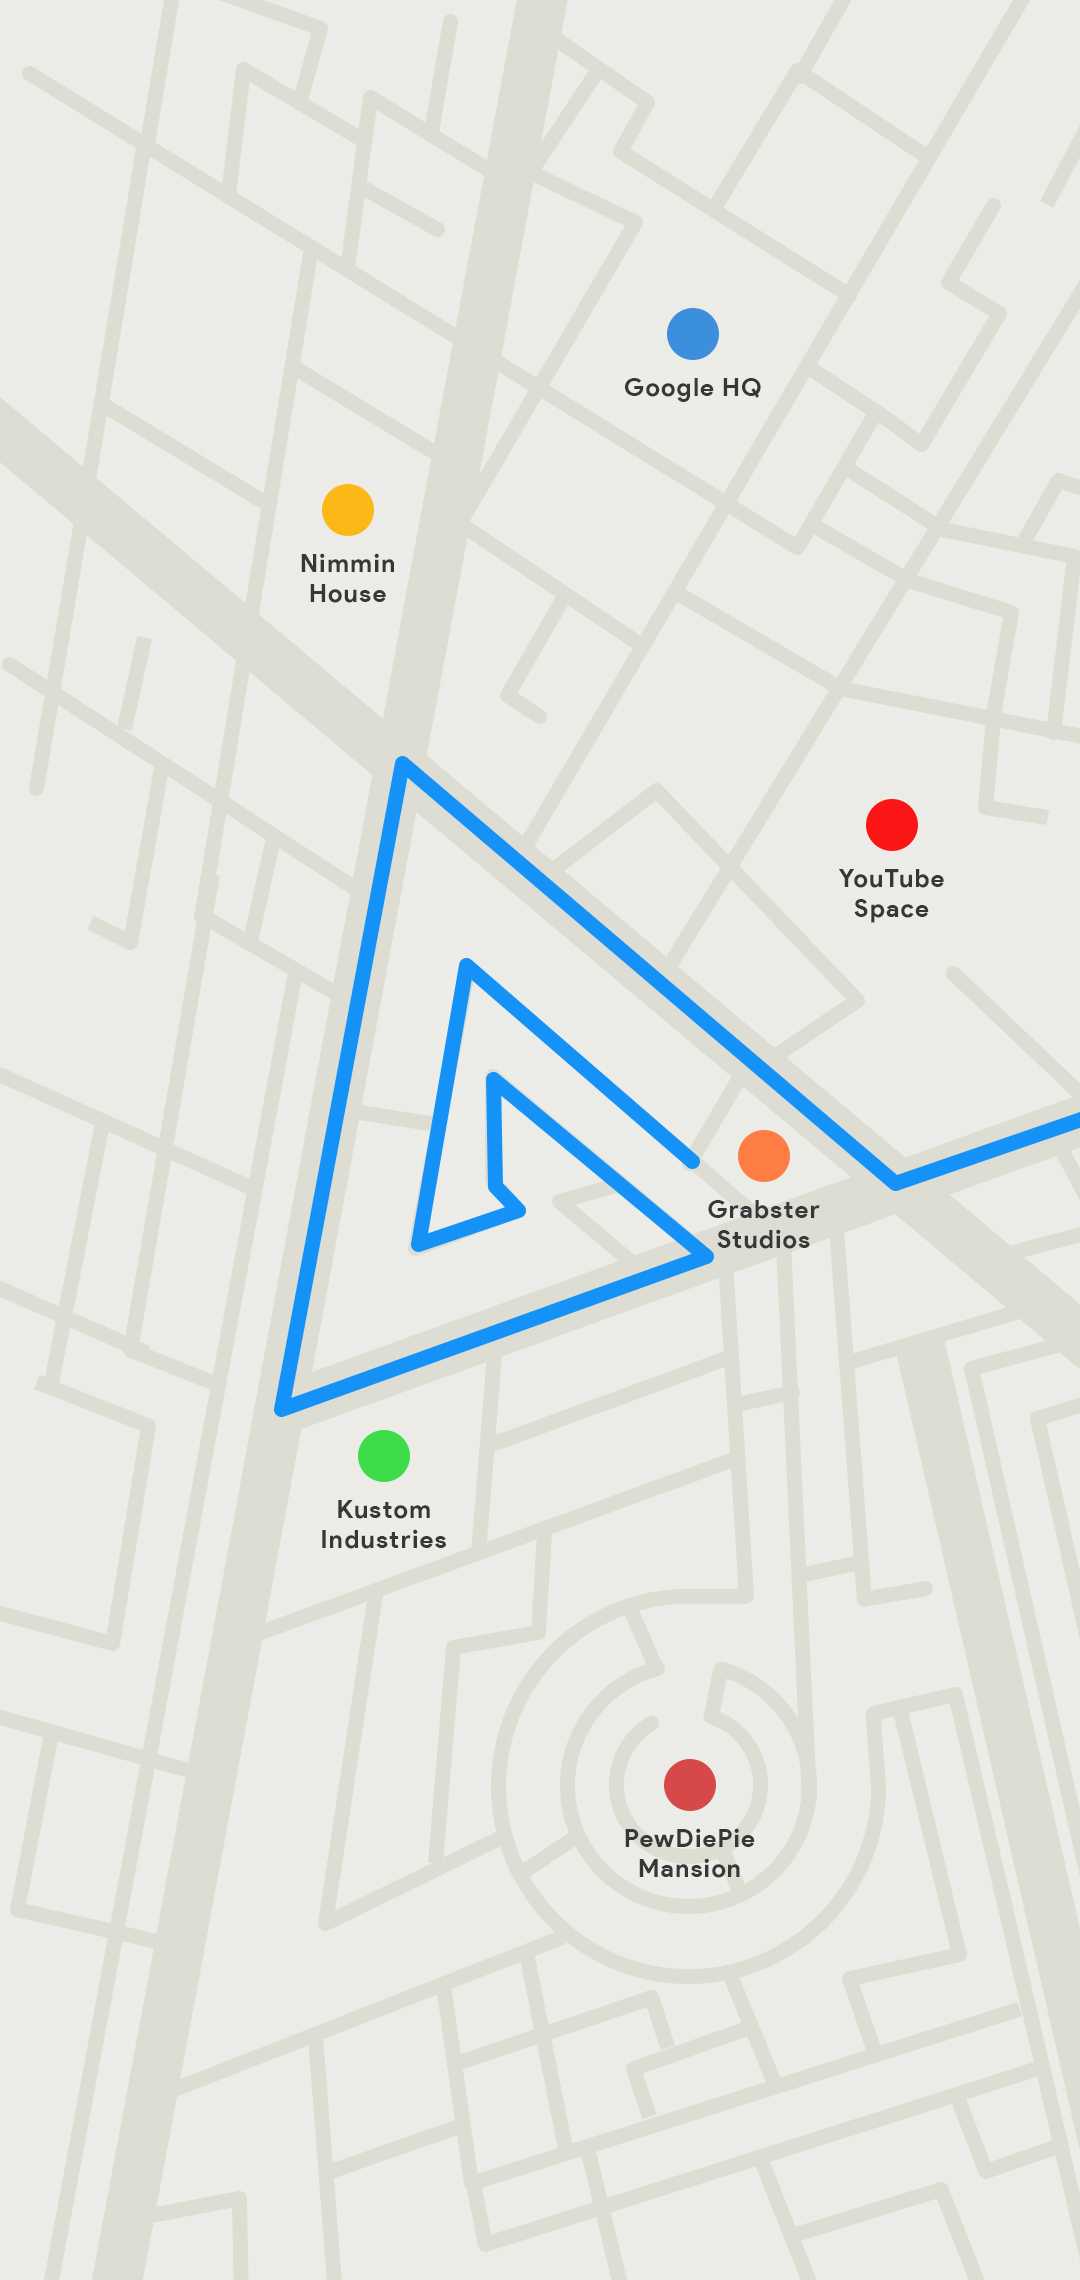 Google HQ
Nimmin
House
YouTube
Space
Grabster
Studios
Kustom
Industries
PewDiePie
Mansion